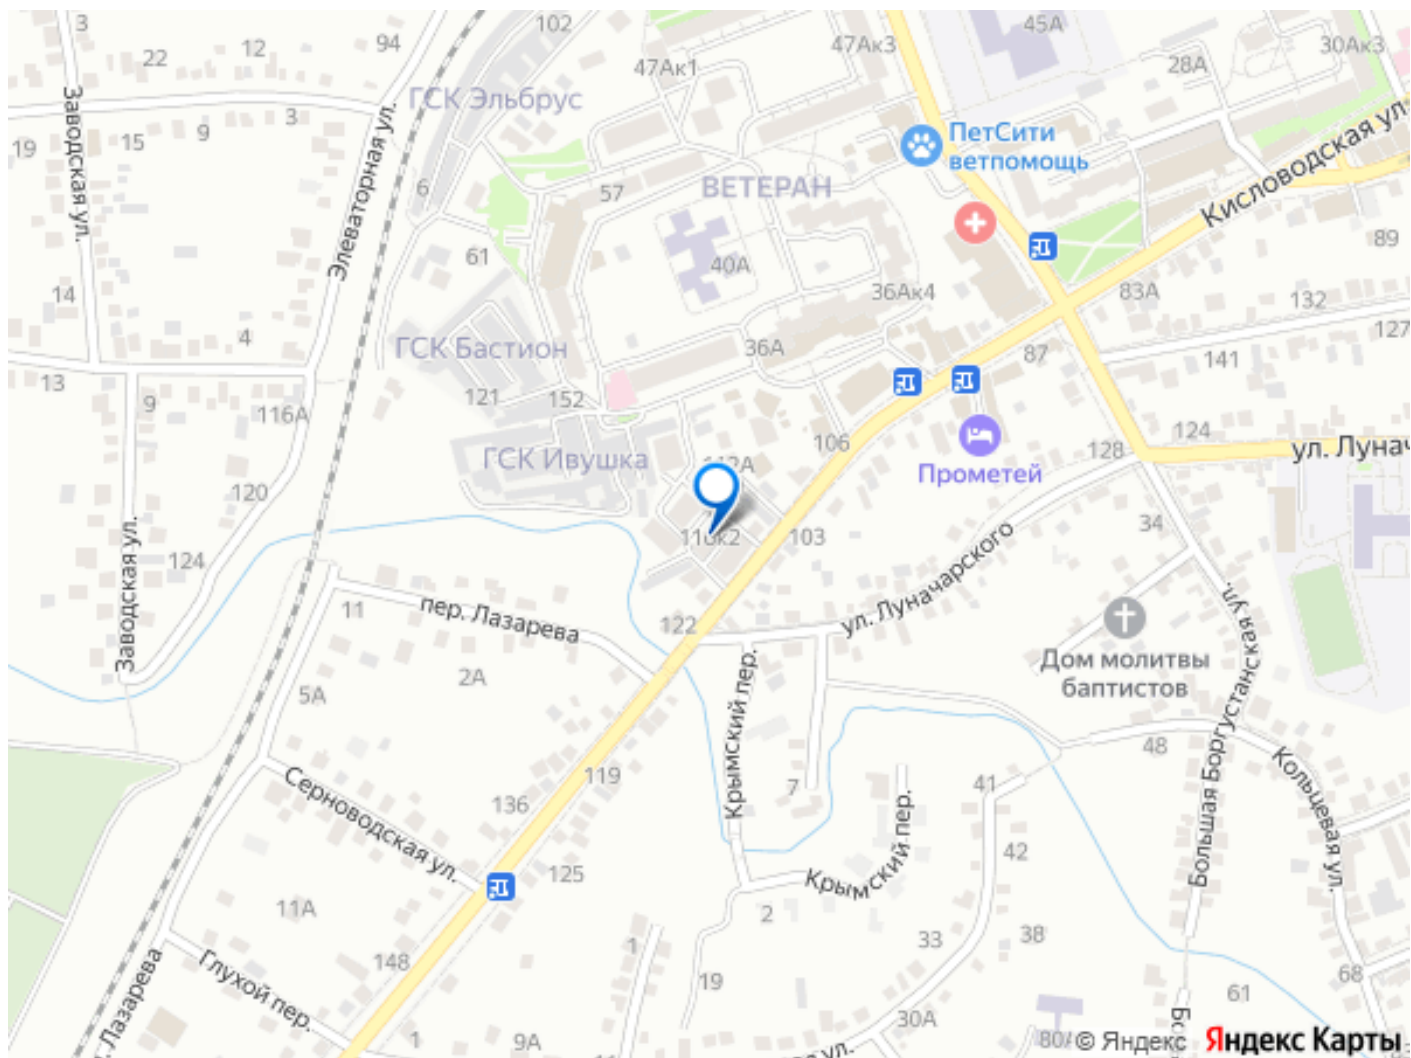 3
22
12
94
102
47Ак1
47Ак3
45А
30Ак3
28А
ГСК Эльбрус
Заводская ул.
19
15
9
3
Элеваторная ул.
6
57
ВЕТЕРАН
ПетСити
ветпомощь
Кисловодская ул.
61
40А
36Ак4
83А
89
132
127
14
4
ГСК Бастион
36А
87
141
13
9
116А
121
152
106
128
124
ул. Лунач
ГСК Ивушка
112А
Прометей
120
124
Заводская ул.
103
34
11
пер. Лазарева
122
ул. Луначарского
Дом молитвы
баптистов
Большая Боргустанская ул.
5А
2А
Крымский пер.
7
48
41
Кольцевая ул.
119
136
Серноводская ул.
125
Крымский пер.
42
11А
2
148
1
33
38
Глухой пер.
19
68
61
Лазарева
1
9А
30А
80А
ул.
© Яндекс
Яндекс Карты